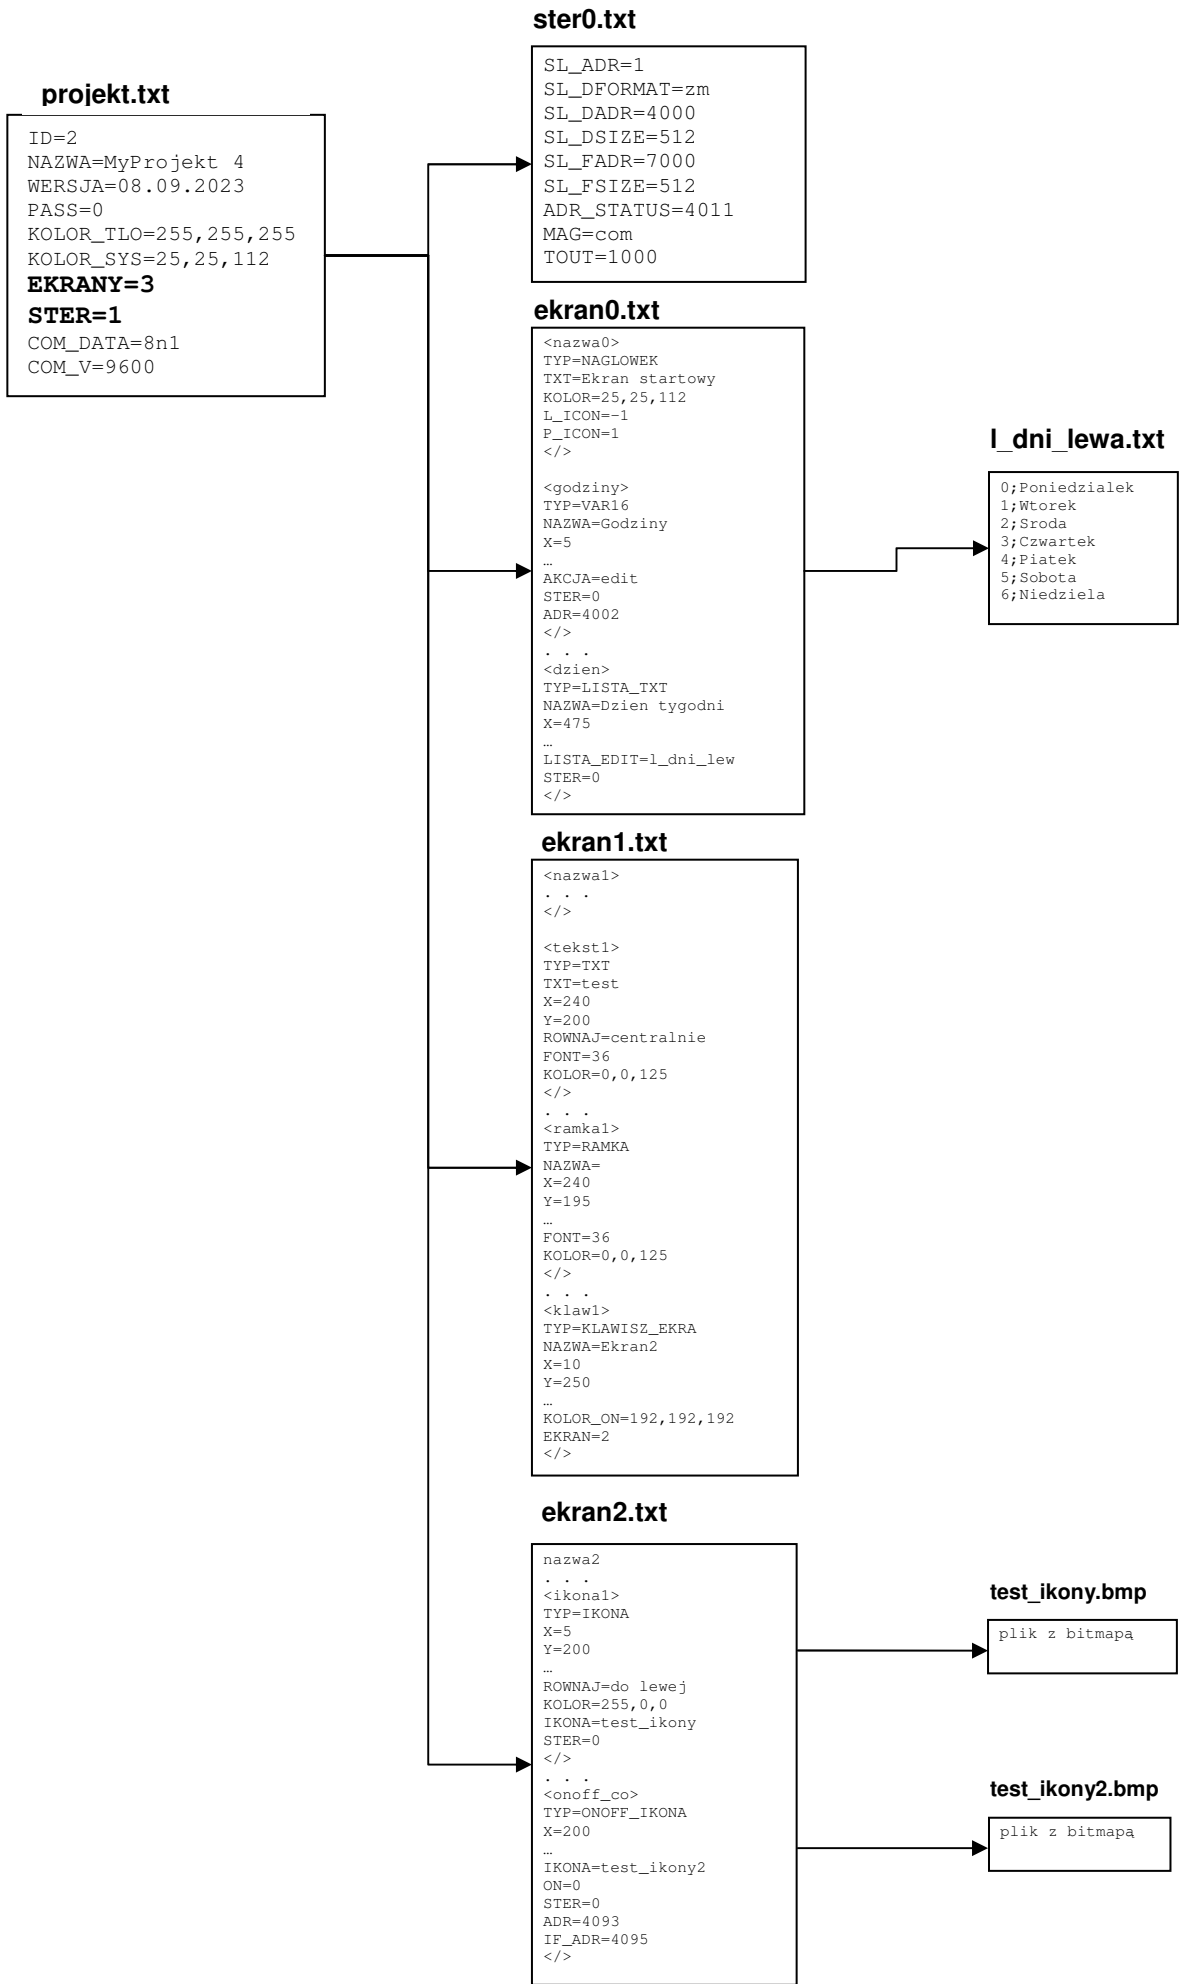 projekt.txt
ID=2
NAZWA=MyProjekt 4
WERSJA=08.09.2023
PASS=0
KOLOR_TLO=255,255,255
KOLOR_SYS=25,25,112
EKRANY=3
STER=1
COM_DATA=8n1
COM_V=9600
ster0.txt
SL_ADR=1
SL_DFORMAT=zm
SL_DADR=4000
SL_DSIZE=512
SL_FADR=7000
SL_FSIZE=512
ADR_STATUS=4011
MAG=com
TOUT=1000
ekran0.txt
<nazwa0>
TYP=NAGLOWEK
TXT=Ekran startowy
KOLOR=25,25,112
L_ICON=-1
P_ICON=1
</>
<godziny>
TYP=VAR16
NAZWA=Godziny
X=5
…
AKCJA=edit
STER=0
ADR=4002
</>
. . .
<dzien>
TYP=LISTA_TXT
NAZWA=Dzien tygodni
X=475
…
LISTA_EDIT=l_dni_lew
STER=0
</>
l_dni_lewa.txt
0;Poniedzialek
1;Wtorek
2;Sroda
3;Czwartek
4;Piatek
5;Sobota
6;Niedziela
ekran1.txt
<nazwa1>
. . .
</>
<tekst1>
TYP=TXT
TXT=test
X=240
Y=200
ROWNAJ=centralnie
FONT=36
KOLOR=0,0,125
</>
. . .
<ramka1>
TYP=RAMKA
NAZWA=
X=240
Y=195
…
FONT=36
KOLOR=0,0,125
</>
. . .
<klaw1>
TYP=KLAWISZ_EKRA
NAZWA=Ekran2
X=10
Y=250
…
KOLOR_ON=192,192,192
EKRAN=2
</>
ekran2.txt
nazwa2
. . .
<ikona1>
TYP=IKONA
X=5
Y=200
…
ROWNAJ=do lewej
KOLOR=255,0,0
IKONA=test_ikony
STER=0
</>
. . .
<onoff_co>
TYP=ONOFF_IKONA
X=200
…
IKONA=test_ikony2
ON=0
STER=0
ADR=4093
IF_ADR=4095
</>
test_ikony.bmp
plik z bitmapą
test_ikony2.bmp
plik z bitmapą